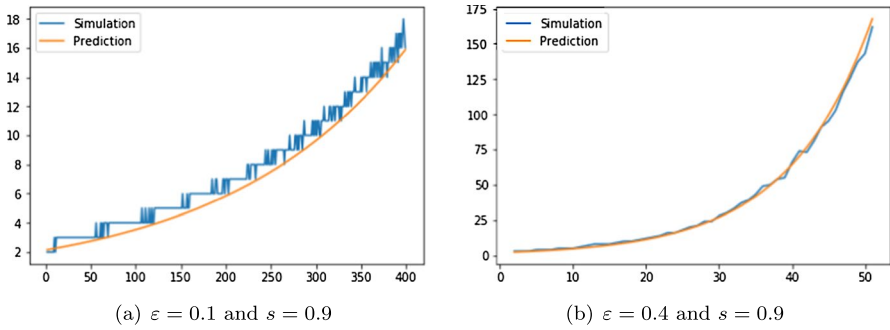 18
16
14
12
10
8
6
4
2
Simulation
Prediction
0 50 100 150 200 250 300 350 400
(a) ε = 0.1 and s = 0.9
175
150
125
100
75
50
25
0
Simulation
Prediction
0 10 20 30 40 50
(b) ε = 0.4 and s = 0.9